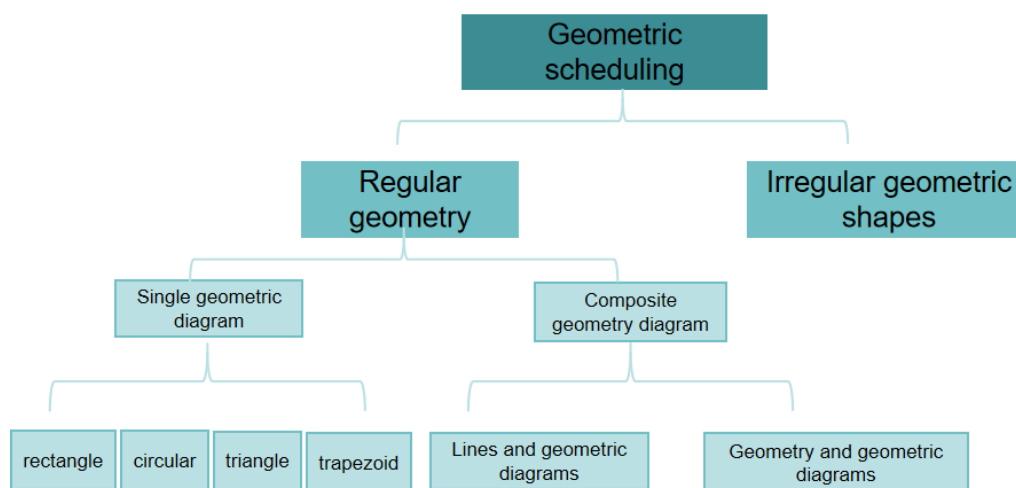 Geometric
scheduling
Regular
geometry
Irregular geometric
shapes
Single geometric
diagram
Composite
geometry diagram
rectangle
circular
triangle
trapezoid
Lines and geometric
diagrams
Geometry and geometric
diagrams